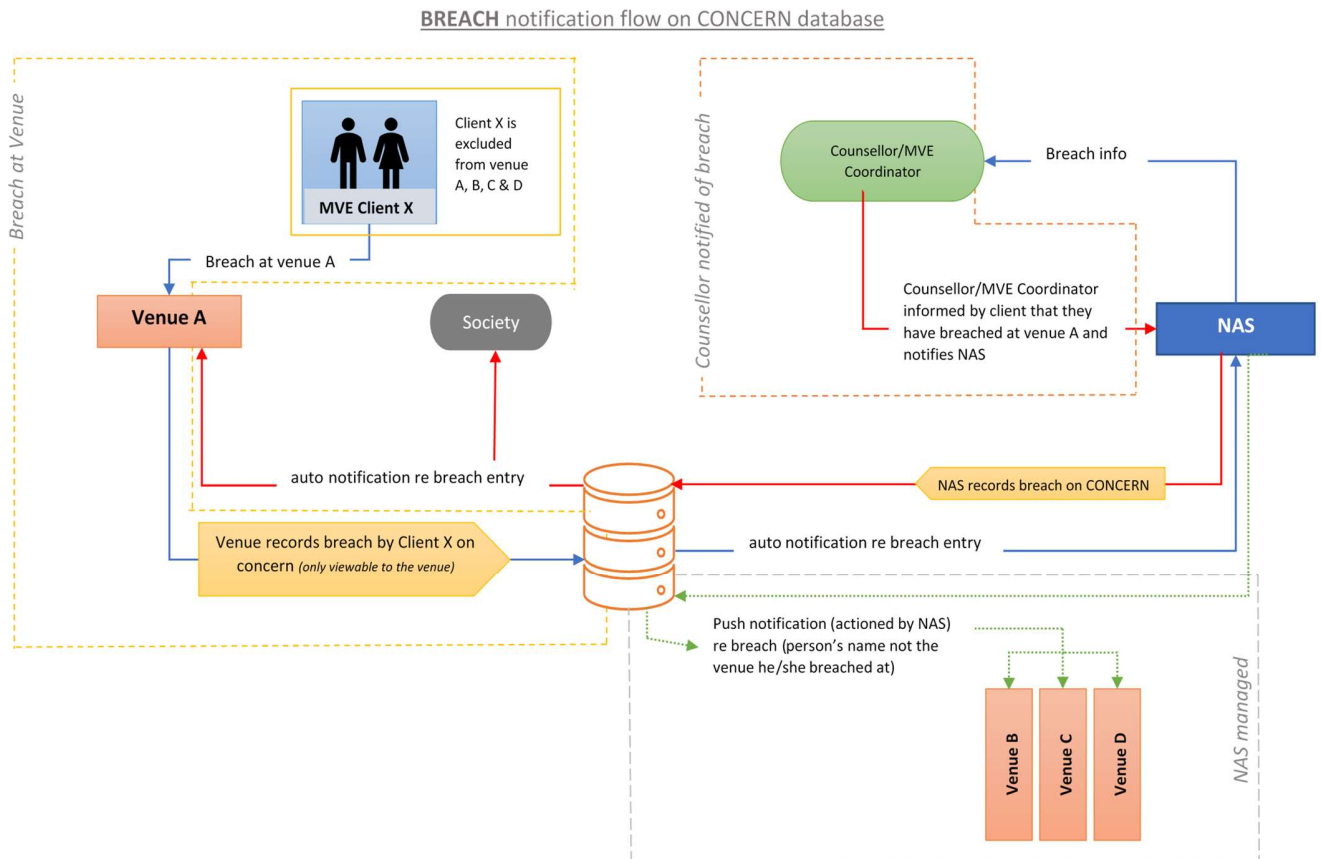 BREACH notification flow on CONCERN database
Breach at Venue
MVE Client X
Client X is
excluded
from venue
A, B, C & D
Breach at venue A
Venue A
Society
auto notification re breach entry
Venue records breach by Client X on
concern (only viewable to the venue)
Counsellor notified of breach
Counsellor/MVE
Coordinator
Breach info
Counsellor/MVE Coordinator
informed by client that they
have breached at venue A and
notifies NAS
NAS
NAS records breach on CONCERN
auto notification re breach entry
Push notification (actioned by NAS)
re breach (person’s name not the
venue he/she breached at)
Venue B
Venue C
Venue D
NAS managed